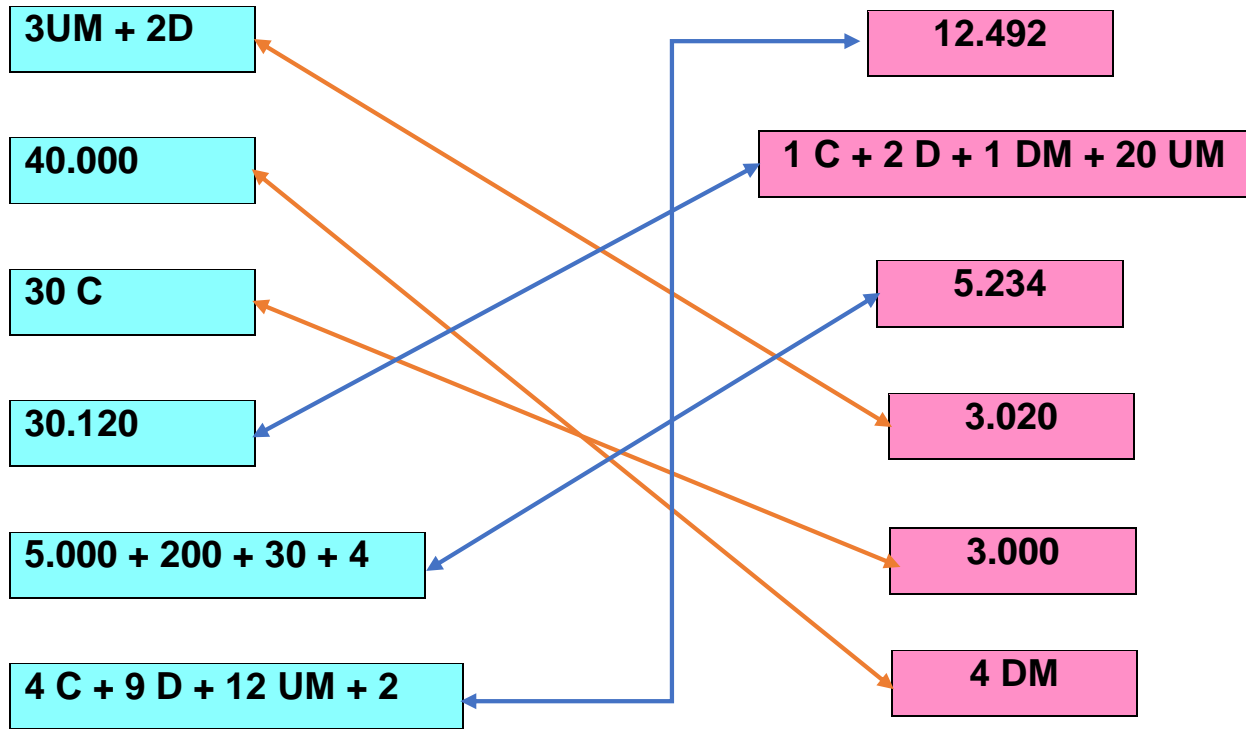 3UM + 2D
12.492
40.000
1 C + 2 D + 1 DM + 20 UM
30 C
5.234
30.120
3.020
5.000 + 200 + 30 + 4
3.000
4 C + 9 D + 12 UM + 2
4 DM